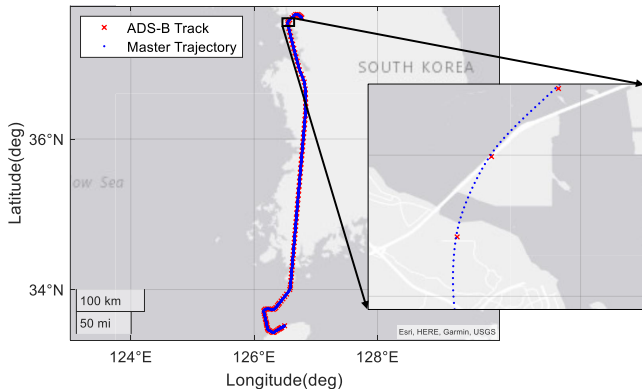 ADS-B Track
Master Trajectory
SOUTH KOREA
36°N
ow Sea
Latitude(deg)
34°N
100 km
50 mi
Esri, HERE, Garmin, USGS
124°E
126°E
128°E
Longitude(deg)